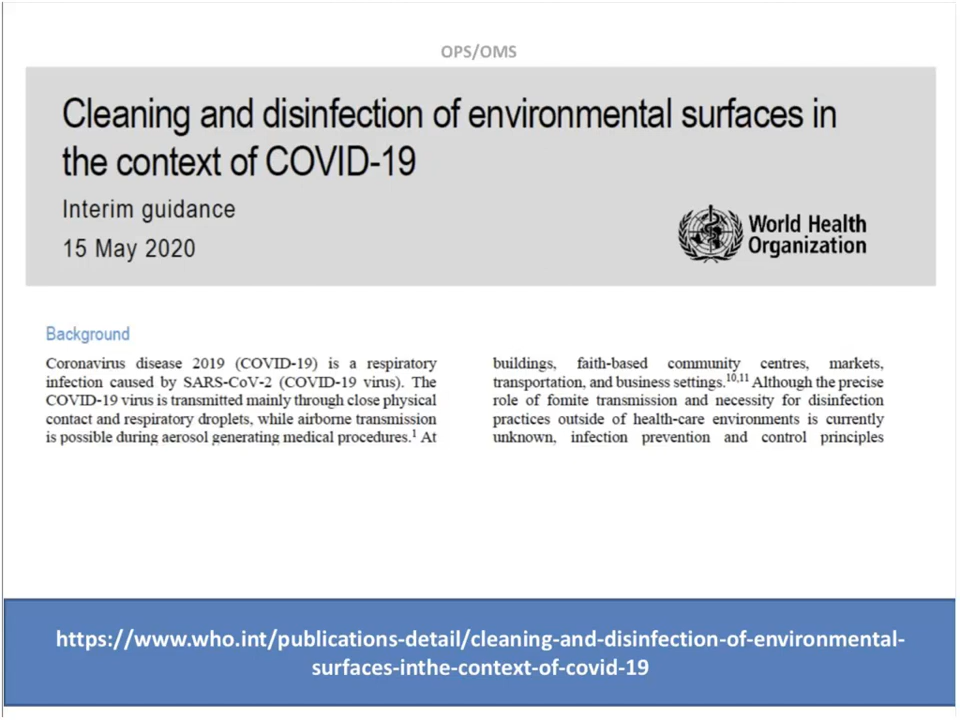 OPS/OMS
Cleaning and disinfection of environmental surfaces in
the context of COVID-19
Interim guidance
15 May 2020
World Health
Organization
Background
Coronavirus disease 2019 (COVID-19) is a respiratory
infection caused by SARS-CoV-2 (COVID-19 virus). The
COVID-19 virus is transmitted mainly through close physical
contact and respiratory droplets, while airborne transmission
is possible during aerosol generating medical procedures.1 At
buildings, faith-based community centres, markets,
transportation, and business settings.10,11 Although the precise
role of fomite transmission and necessity for disinfection
practices outside of health-care environments is currently
unknown, infection prevention and control principles
https://www.who.int/publications-detail/cleaning-and-disinfection-of-environmental-
surfaces-inthe-context-of-covid-19